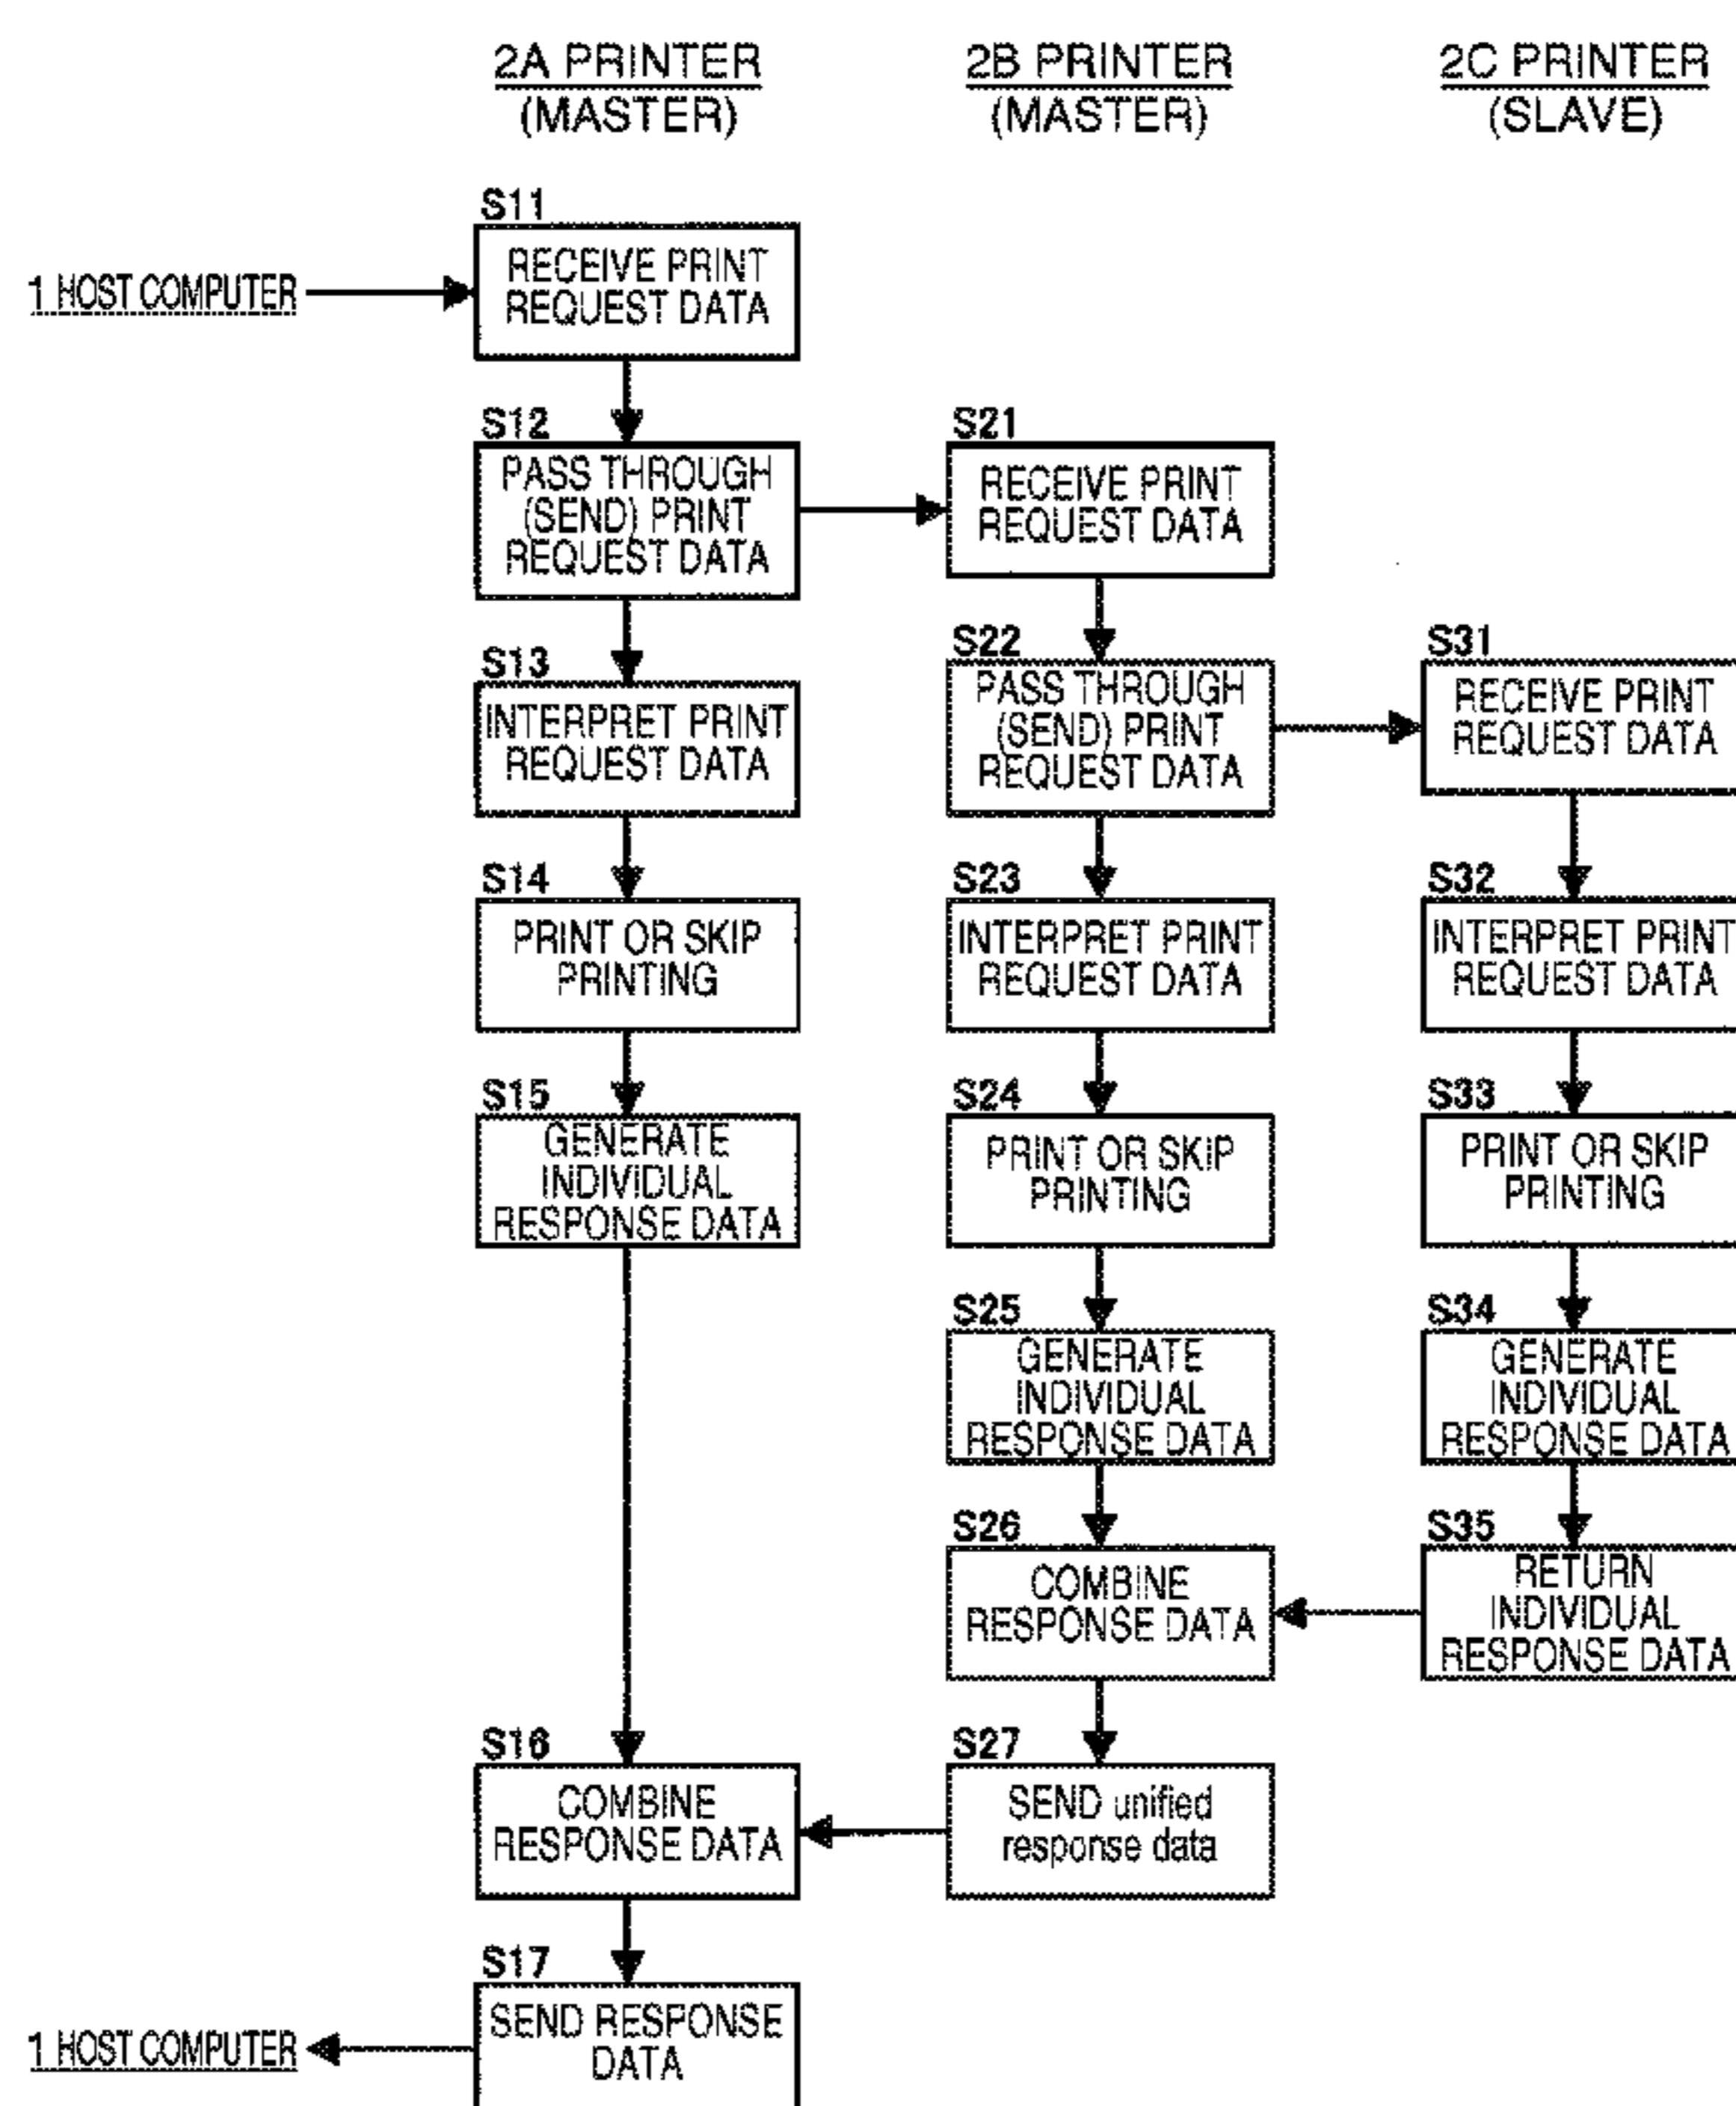 2A PRINTER
(MASTER)
2B PRINTER
(MASTER)
2C PRINTER
(SLAVE)
S11
1 HOST COMPUTER
RECEIVE PRINT
REQUEST DATA
S12
PASS THROUGH
(SEND) PRINT
REQUEST DATA
S21
RECEIVE PRINT
REQUEST DATA
S13
INTERPRET PRINT
REQUEST DATA
S22
PASS THROUGH
(SEND) PRINT
REQUEST DATA
S31
RECEIVE PRINT
REQUEST DATA
S14
PRINT OR SKIP
PRINTING
S23
INTERPRET PRINT
REQUEST DATA
S32
INTERPRET PRINT
REQUEST DATA
S15
GENERATE
INDIVIDUAL
RESPONSE DATA
S24
PRINT OR SKIP
PRINTING
S33
PRINT OR SKIP
PRINTING
S25
GENERATE
INDIVIDUAL
RESPONSE DATA
S34
GENERATE
INDIVIDUAL
RESPONSE DATA
S26
COMBINE
RESPONSE DATA
S35
RETURN
INDIVIDUAL
RESPONSE DATA
S16
COMBINE
RESPONSE DATA
S27
SEND unified
response data
S17
1 HOST COMPUTER
SEND RESPONSE
DATA